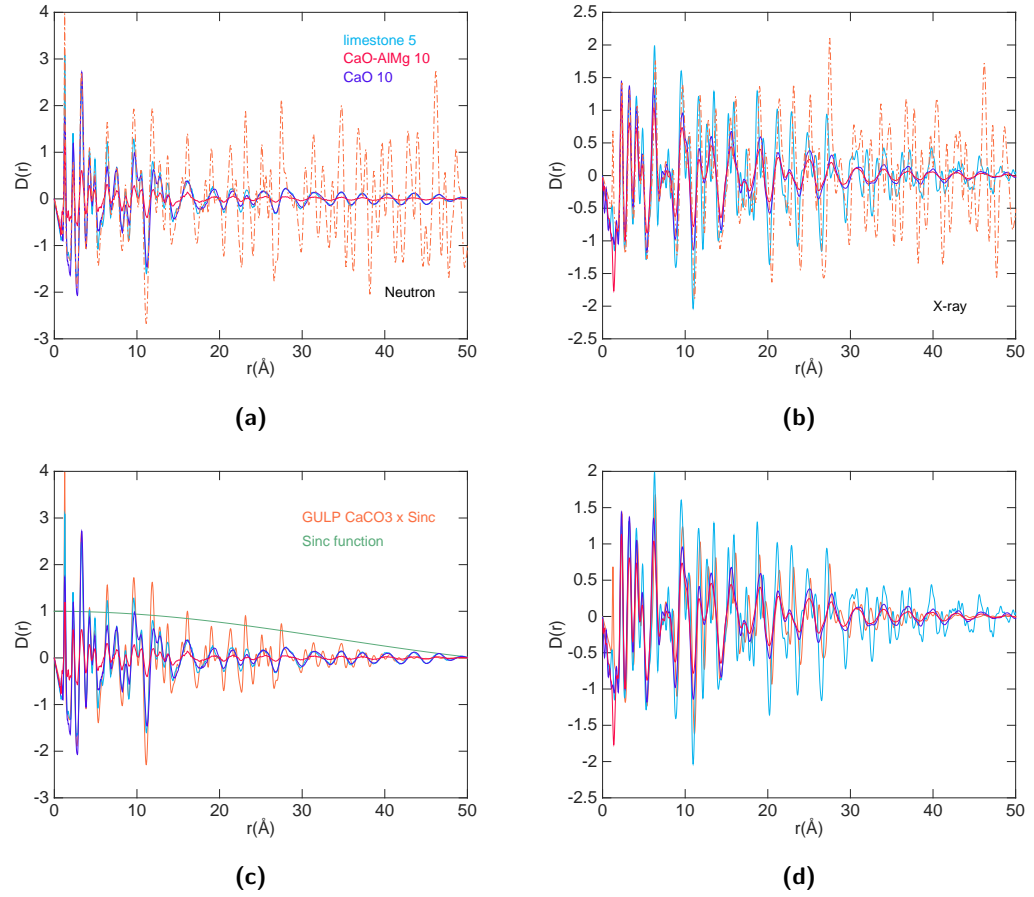 4
3
2
1
0
-1
-2
-3
D(r)
limestone 5
CaO-AlMg 10
CaO 10
Neutron
0 10 20 30 40 50
r(Å)
(a)
2.5
2
1.5
1
0.5
0
-0.5
-1
-1.5
-2
-2.5
D(r)
X-ray
0 10 20 30 40 50
r(Å)
(b)
4
3
2
1
0
-1
-2
-3
D(r)
GULP CaCO3 x Sinc
Sinc function
0 10 20 30 40 50
r(Å)
(c)
2
1.5
1
0.5
0
-0.5
-1
-1.5
-2
-2.5
D(r)
0 10 20 30 40 50
r(Å)
(d)